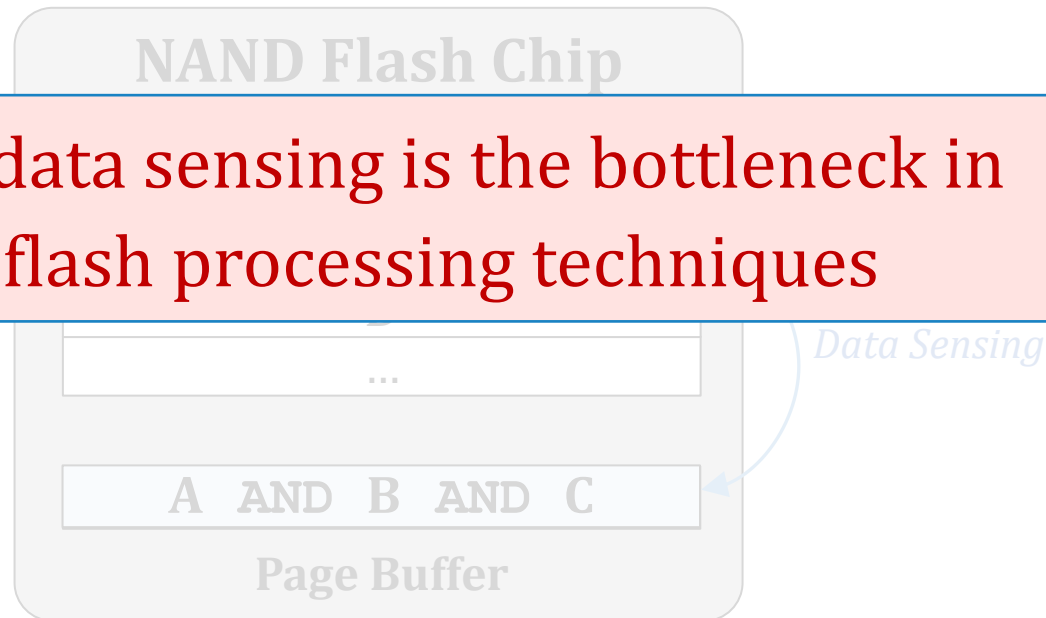 NAND Flash Chip
data sensing is the bottleneck in
flash processing techniques
Data Sensing
...
A AND B AND C
Page Buffer